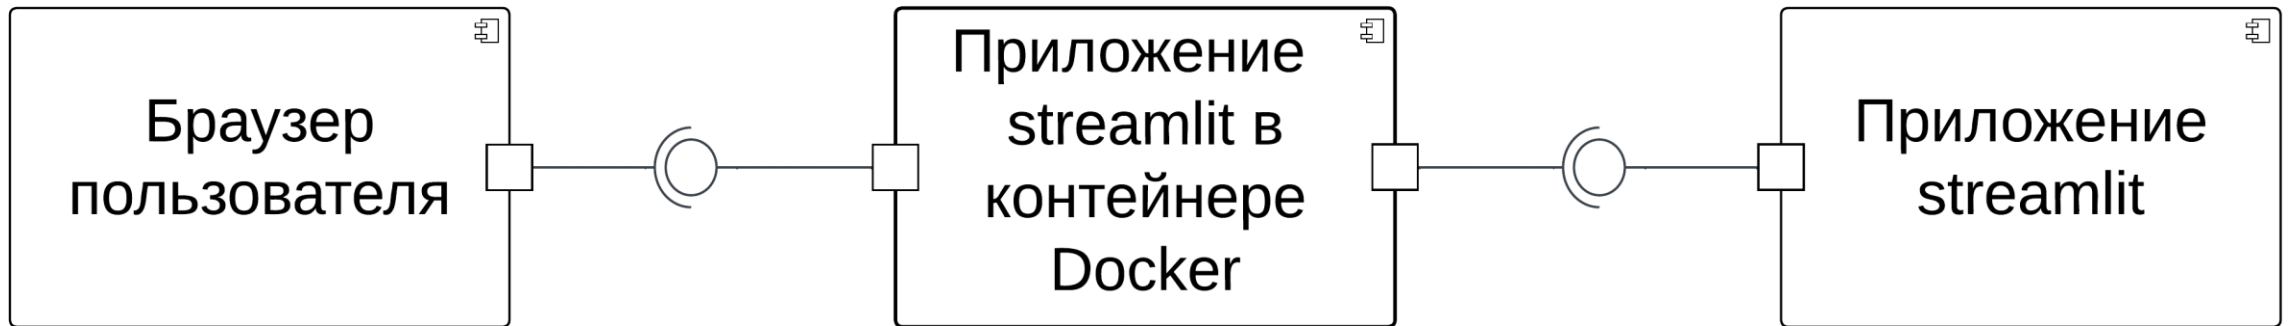 Браузер
пользователя
Приложение
streamlit в
контейнере
Docker
Приложение
streamlit